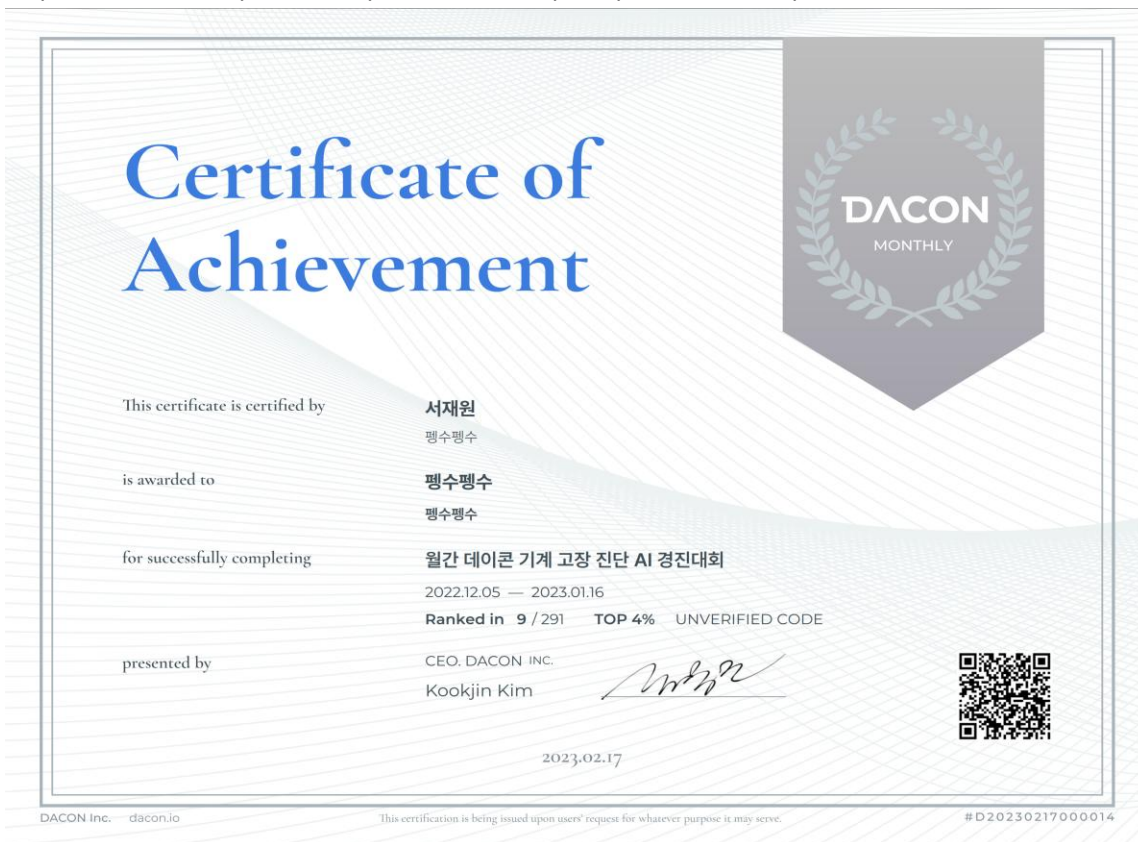 Certificate of
Achievement
DACON
MONTHLY
This certificate is certified by
서재원
펭수펭수
is awarded to
펭수펭수
펭수펭수
for successfully completing
월간 데이콘 기계 고장 진단 AI 경진대회
2022.12.05 — 2023.01.16
Ranked in 9 / 291 TOP 4% UNVERIFIED CODE
presented by
CEO. DACON INC.
Kookjin Kim
2023.02.17
DACON Inc. dacon.io
This certification is being issued upon users' request for whatever purpose it may serve.
#D20230217000014